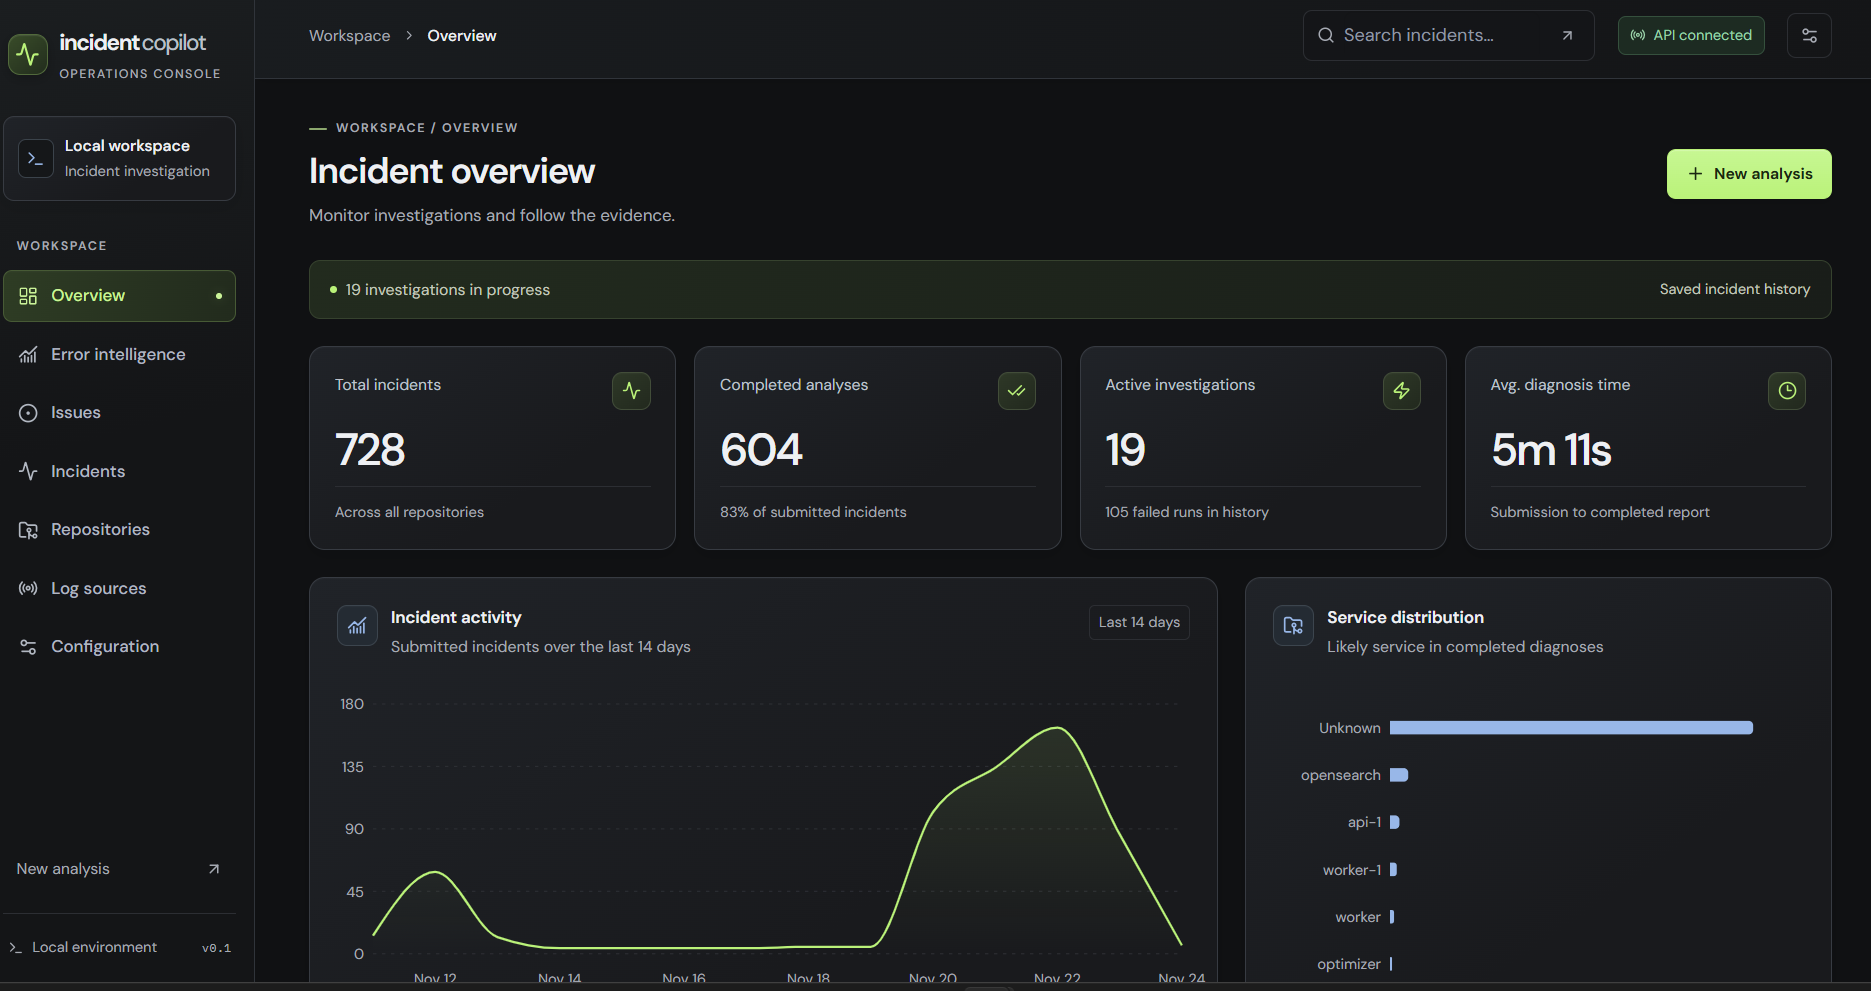 incidentcopilot
OPERATIONS CONSOLE
Local workspace
Incident investigation
WORKSPACE
Overview
Error intelligence
Issues
Incidents
Repositories
Log sources
Configuration
New analysis
Local environment v0.1
Workspace > Overview
Search incidents...
API connected
WORKSPACE / OVERVIEW
Incident overview
Monitor investigations and follow the evidence.
New analysis
19 investigations in progress
Saved incident history
Total incidents
728
Across all repositories
Completed analyses
604
83% of submitted incidents
Active investigations
19
105 failed runs in history
Avg. diagnosis time
5m 11s
Submission to completed report
Incident activity
Submitted incidents over the last 14 days
Last 14 days
180
135
90
45
0
Nov 12 Nov 14 Nov 16 Nov 18 Nov 20 Nov 22 Nov 24
Service distribution
Likely service in completed diagnoses
Unknown
opensearch
api-1
worker-1
worker
optimizer